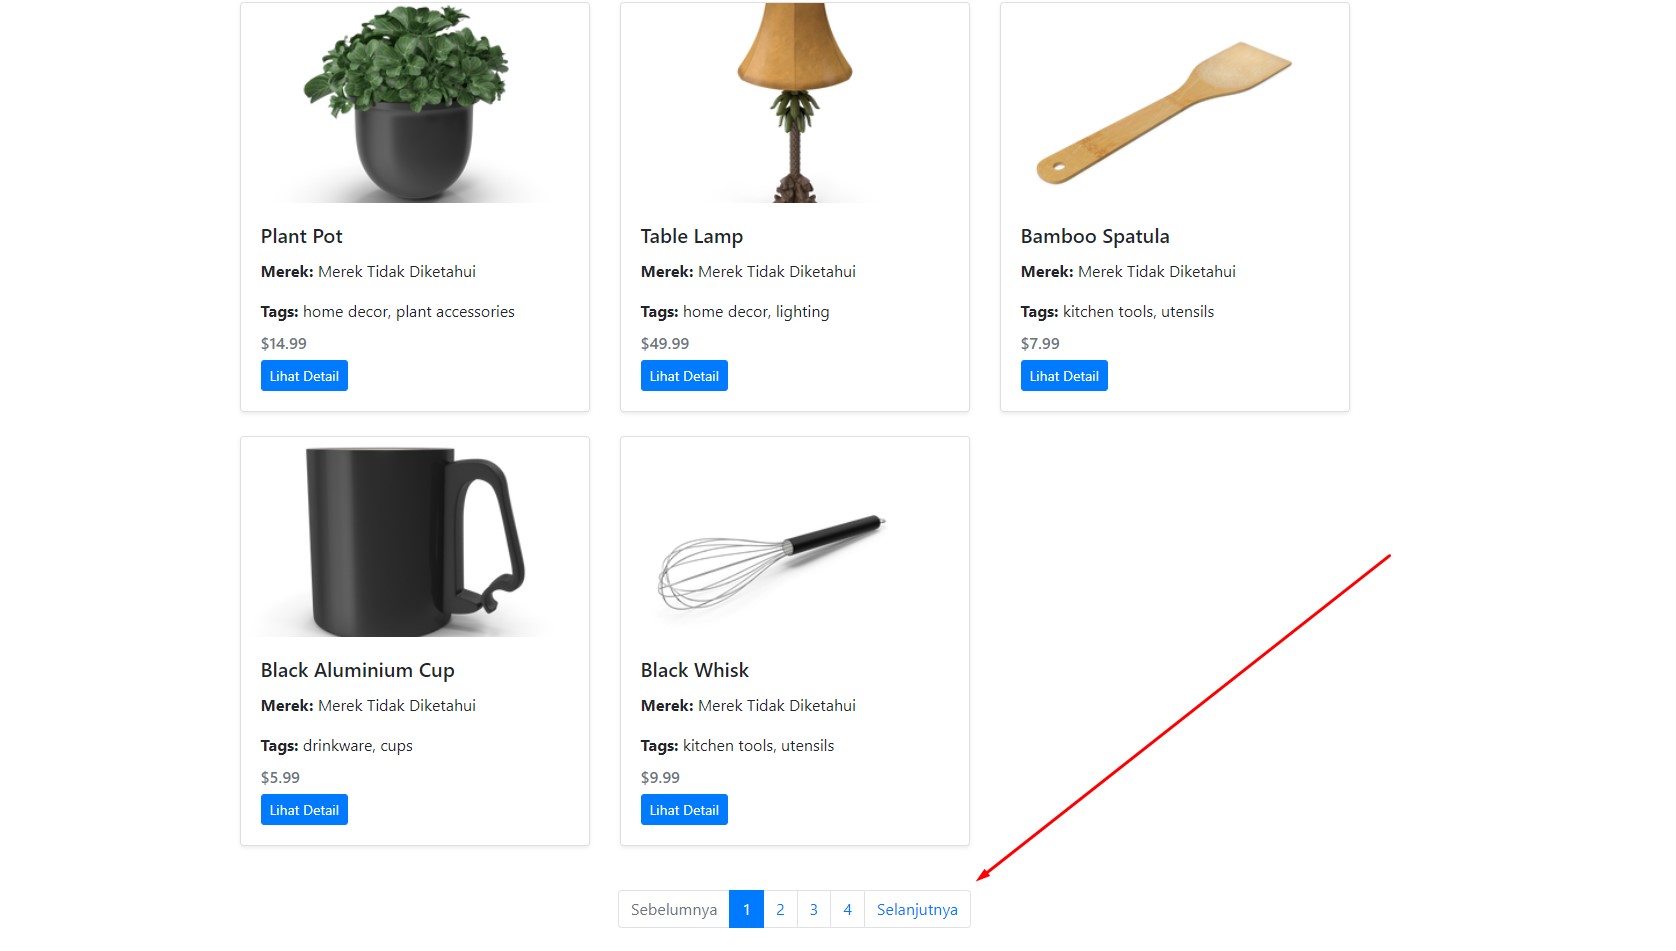 Plant Pot
Merek: Merek Tidak Diketahui
Tags: home decor, plant accessories
$14.99
Lihat Detail
Table Lamp
Merek: Merek Tidak Diketahui
Tags: home decor, lighting
$49.99
Lihat Detail
Bamboo Spatula
Merek: Merek Tidak Diketahui
Tags: kitchen tools, utensils
$7.99
Lihat Detail
Black Aluminium Cup
Merek: Merek Tidak Diketahui
Tags: drinkware, cups
$5.99
Lihat Detail
Black Whisk
Merek: Merek Tidak Diketahui
Tags: kitchen tools, utensils
$9.99
Lihat Detail
Sebelumnya 1 2 3 4 Selanjutnya